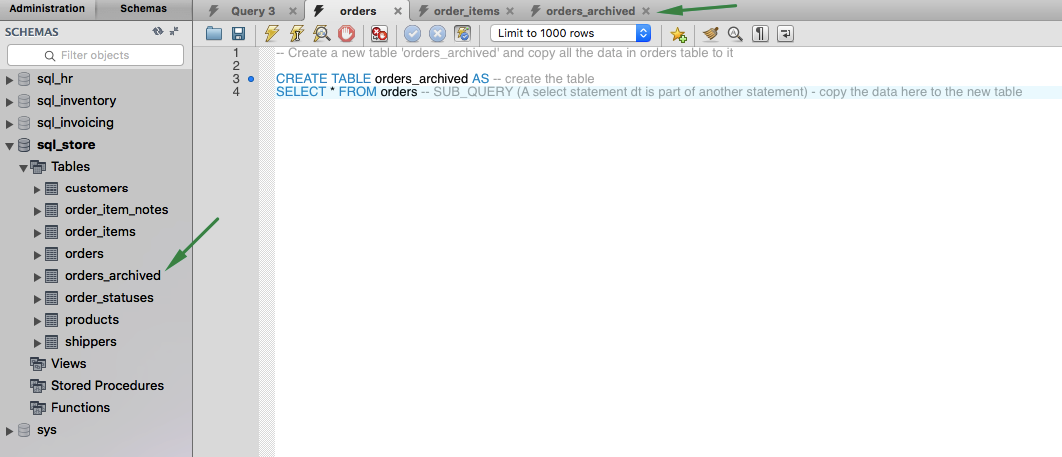 Administration Schemas
SCHEMAS
Filter objects
sql_hr
sql_inventory
sql_invoicing
sql_store
Tables
customers
order_item_notes
order_items
orders
orders_archived
order_statuses
products
shippers
Views
Stored Procedures
Functions
sys
Query 3 orders order_items orders_archived
Limit to 1000 rows
1 -- Create a new table 'orders_archived' and copy all the data in orders table to it
2
3 CREATE TABLE orders_archived AS -- create the table
4 SELECT * FROM orders -- SUB_QUERY (A select statement dt is part of another statement) - copy the data here to the new table